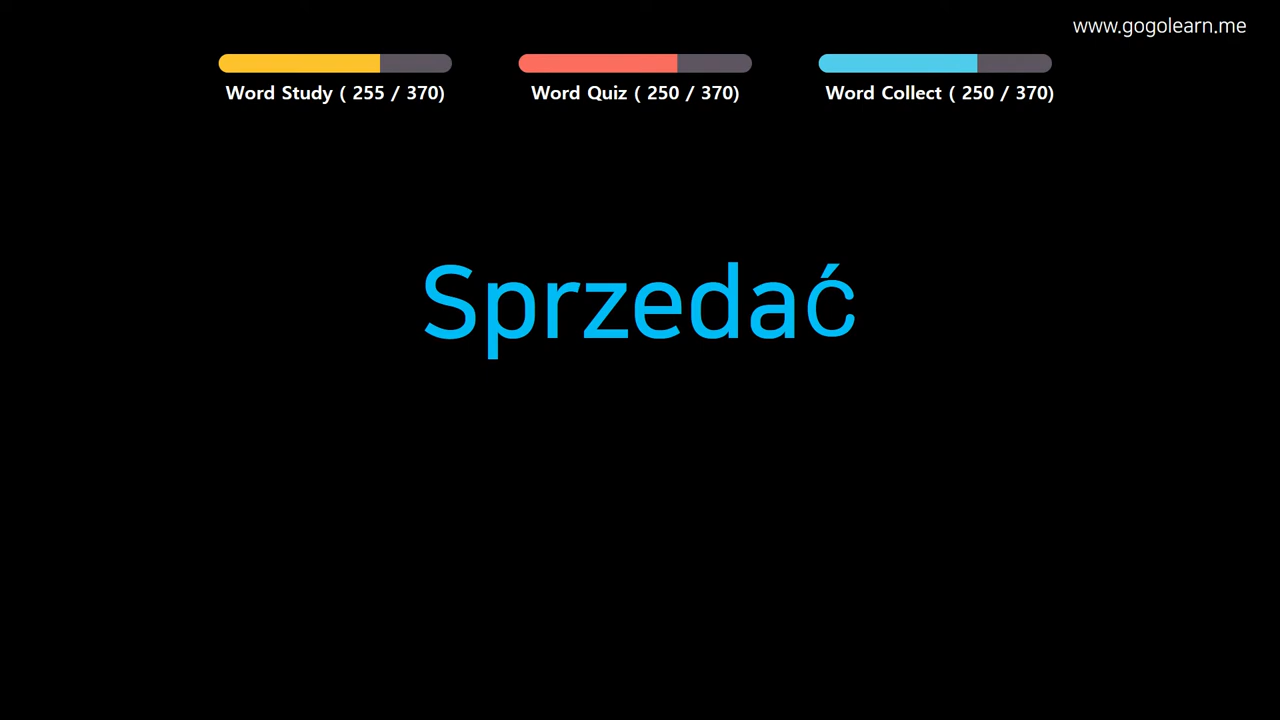 www.gogolearn.me
Word Study ( 255 / 370)
Word Quiz ( 250 / 370)
Word Collect ( 250 / 370)
Sprzedać